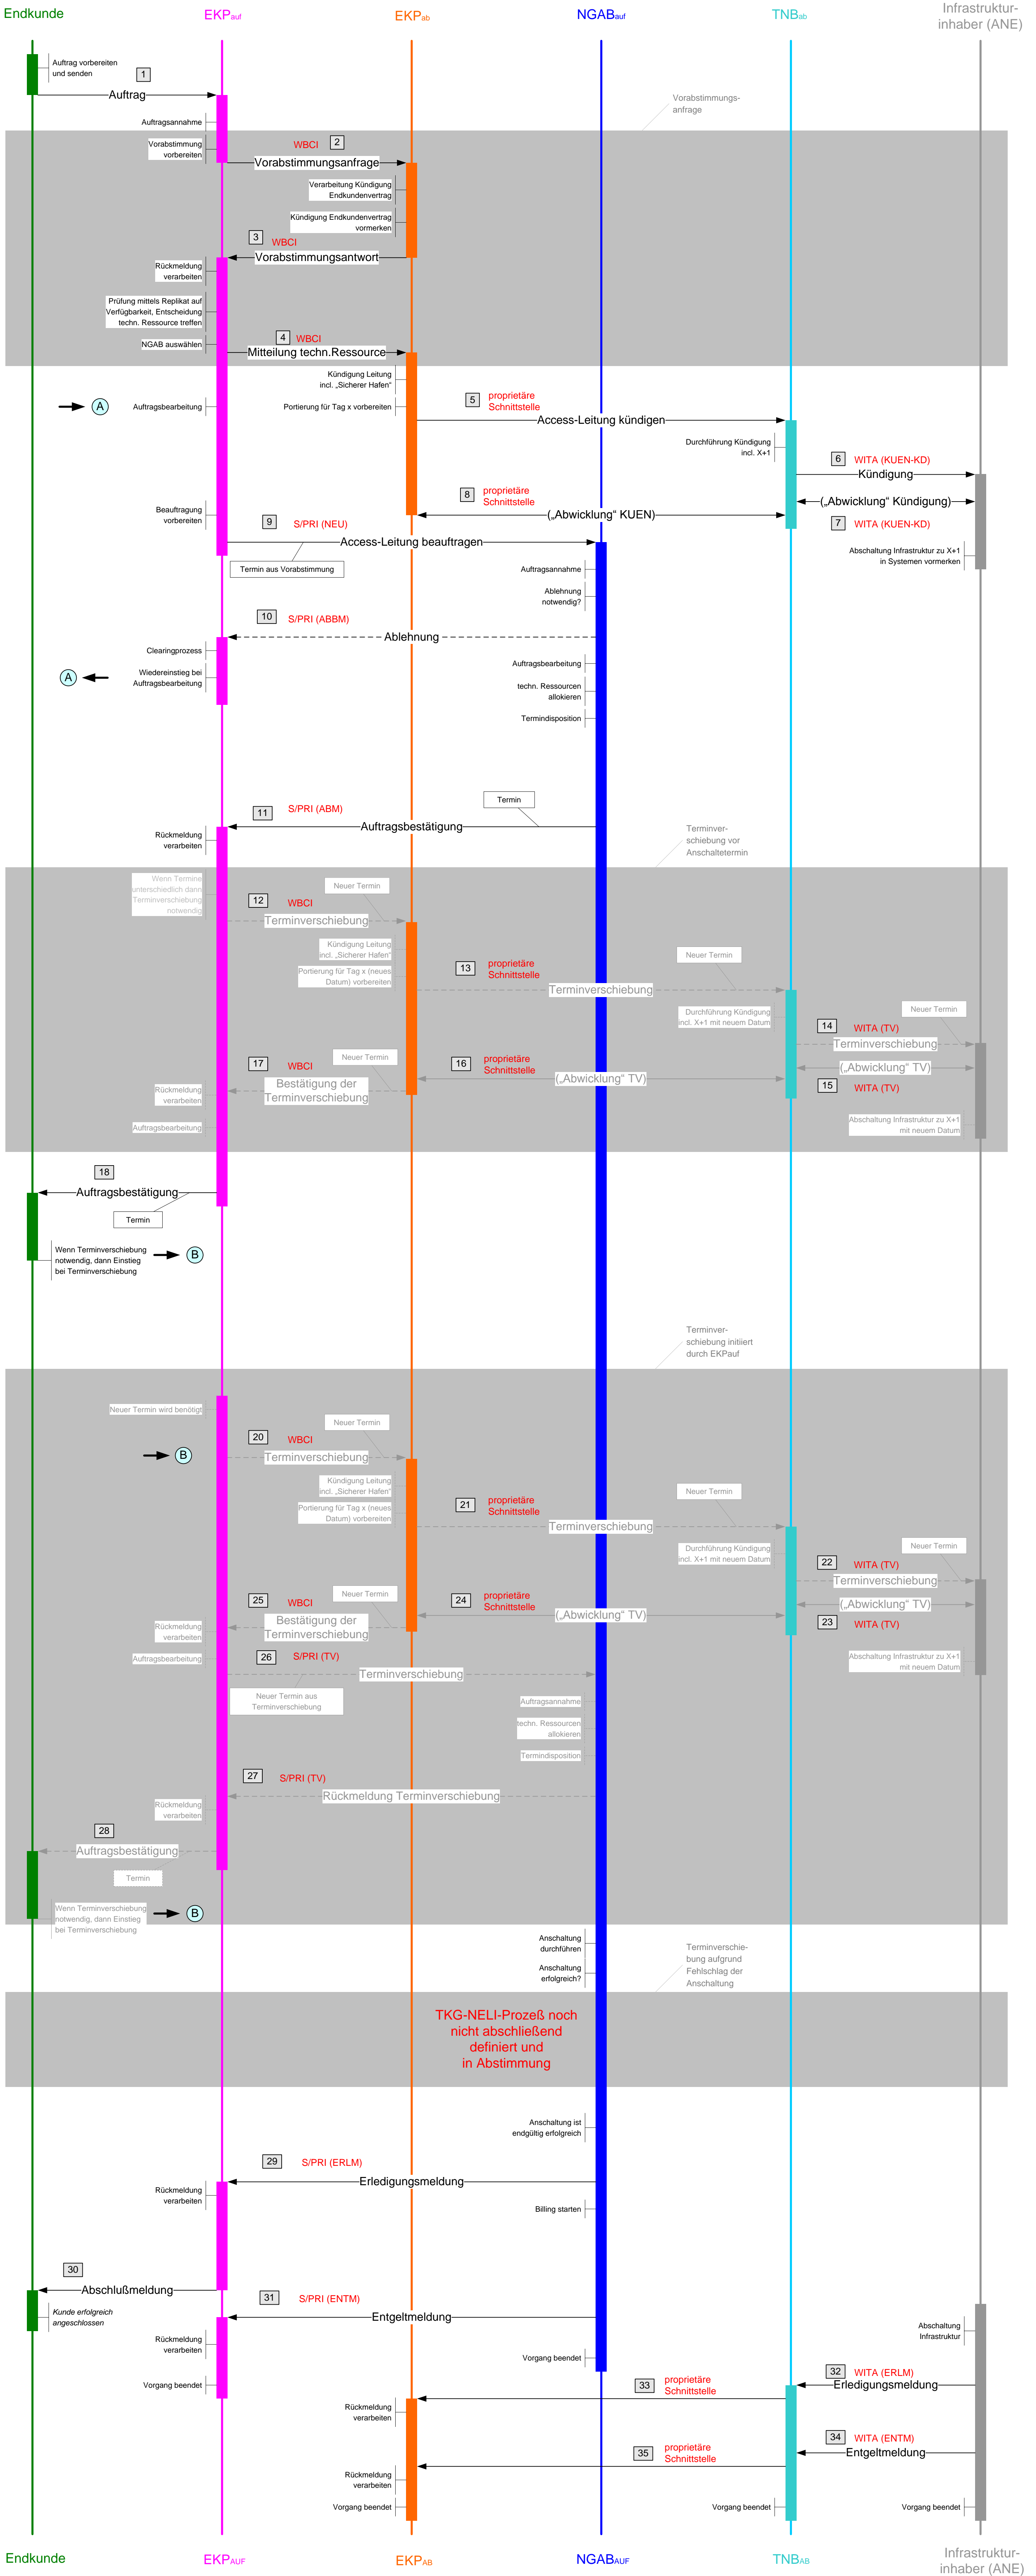 Endkunde
EKPauf
EKPab
NGABauf
TNBab
Infrastruktur-
inhaber (ANE)
Auftrag vorbereiten
und senden
1
Auftrag
Vorabstimmungs-
anfrage
Auftragsannahme
Vorabstimmung
vorbereiten
WBCI
2
Vorabstimmungsanfrage
Verarbeitung Kündigung
Endkundenvertrag
Kündigung Endkundenvertrag
vormerken
3
WBCI
Vorabstimmungsantwort
Rückmeldung
verarbeiten
Prüfung mittels Replikat auf
Verfügbarkeit, Entscheidung
techn. Ressource treffen
NGAB auswählen
4
WBCI
Mitteilung techn.Ressource
Kündigung Leitung
incl. „Sicherer Hafen“
A
Auftragsbearbeitung
Portierung für Tag x vorbereiten
5
proprietäre
Schnittstelle
Access-Leitung kündigen
Durchführung Kündigung
incl. X+1
6
WITA (KUEN-KD)
Kündigung
8
proprietäre
Schnittstelle
(„Abwicklung“ Kündigung)
Beauftragung
vorbereiten
(„Abwicklung“ KUEN)
7
WITA (KUEN-KD)
9
S/PRI (NEU)
Access-Leitung beauftragen
Abschaltung Infrastruktur zu X+1
in Systemen vormerken
Termin aus Vorabstimmung
Auftragsannahme
Ablehnung
notwendig?
10
S/PRI (ABBM)
Ablehnung
Clearingprozess
A
Wiedereinstieg bei
Auftragsbearbeitung
Auftragsbearbeitung
techn. Ressourcen
allokieren
Termindisposition
Termin
11
S/PRI (ABM)
Auftragsbestätigung
Rückmeldung
verarbeiten
Terminver-
schiebung vor
Anschaltetermin
Wenn Termine
unterschiedlich dann
Terminverschiebung
notwendig
Neuer Termin
12
WBCI
Terminverschiebung
Kündigung Leitung
incl. „Sicherer Hafen“
Portierung für Tag x (neues
Datum) vorbereiten
13
proprietäre
Schnittstelle
Neuer Termin
Terminverschiebung
Durchführung Kündigung
incl. X+1 mit neuem Datum
Neuer Termin
14
WITA (TV)
Terminverschiebung
17
WBCI
Neuer Termin
16
proprietäre
Schnittstelle
(„Abwicklung“ TV)
(„Abwicklung“ TV)
15
WITA (TV)
Bestätigung der
Terminverschiebung
Rückmeldung
verarbeiten
Auftragsbearbeitung
Abschaltung Infrastruktur zu X+1
mit neuem Datum
18
Auftragsbestätigung
Termin
Wenn Terminverschiebung
notwendig, dann Einstieg
bei Terminverschiebung
B
Terminver-
schiebung initiiert
durch EKPauf
Neuer Termin wird benötigt
Neuer Termin
20
WBCI
B
Terminverschiebung
Kündigung Leitung
incl. „Sicherer Hafen“
Portierung für Tag x (neues
Datum) vorbereiten
21
proprietäre
Schnittstelle
Neuer Termin
Terminverschiebung
Durchführung Kündigung
incl. X+1 mit neuem Datum
Neuer Termin
22
WITA (TV)
Terminverschiebung
25
WBCI
Neuer Termin
24
proprietäre
Schnittstelle
(„Abwicklung“ TV)
(„Abwicklung“ TV)
23
WITA (TV)
Bestätigung der
Terminverschiebung
Rückmeldung
verarbeiten
Auftragsbearbeitung
Abschaltung Infrastruktur zu X+1
mit neuem Datum
26
S/PRI (TV)
Terminverschiebung
Neuer Termin aus
Terminverschiebung
Auftragsannahme
techn. Ressourcen
allokieren
Termindisposition
27
S/PRI (TV)
Rückmeldung Terminverschiebung
Rückmeldung
verarbeiten
28
Auftragsbestätigung
Termin
Wenn Terminverschiebung
notwendig, dann Einstieg
bei Terminverschiebung
B
Anschaltung
durchführen
Anschaltung
erfolgreich?
Terminverschie-
bung aufgrund
Fehlschlag der
Anschaltung
TKG-NELI-Prozeß noch
nicht abschließend
definiert und
in Abstimmung
Anschaltung ist
endgültig erfolgreich
29
S/PRI (ERLM)
Erledigungsmeldung
Rückmeldung
verarbeiten
Billing starten
30
Abschlußmeldung
31
S/PRI (ENTM)
Kunde erfolgreich
angeschlossen
Entgeltmeldung
Abschaltung
Infrastruktur
Rückmeldung
verarbeiten
Vorgang beendet
Vorgang beendet
32
WITA (ERLM)
Erledigungsmeldung
33
proprietäre
Schnittstelle
Rückmeldung
verarbeiten
34
WITA (ENTM)
Entgeltmeldung
35
proprietäre
Schnittstelle
Rückmeldung
verarbeiten
Vorgang beendet
Vorgang beendet
Vorgang beendet
Endkunde
EKPAUF
EKPAB
NGABAUF
TNBAB
Infrastruktur-
inhaber (ANE)